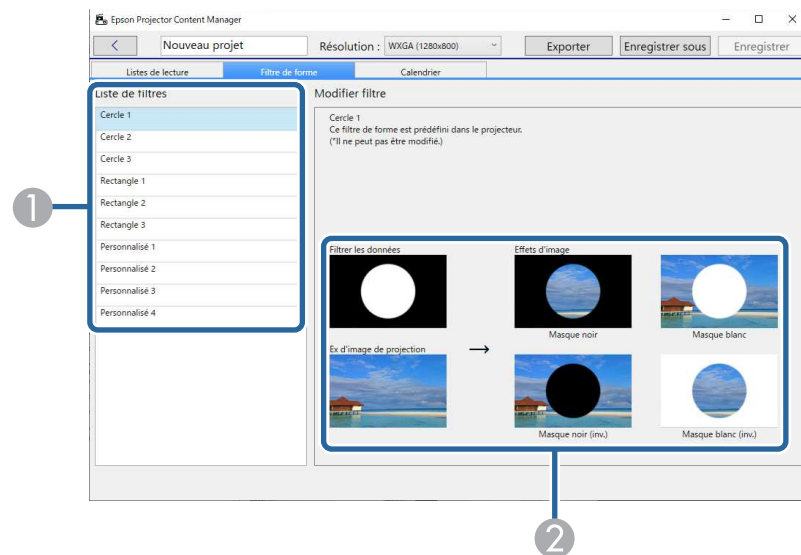 Epson Projector Content Manager
Nouveau projet
Résolution : WXGA (1280x800)
Exporter
Enregistrer sous
Enregistrer
Listes de lecture
Filtre de forme
Calendrier
Liste de filtres
Cercle 1
Cercle 2
Cercle 3
Rectangle 1
Rectangle 2
Rectangle 3
Personnalisé 1
Personnalisé 2
Personnalisé 3
Personnalisé 4
1
Modifier filtre
Cercle 1
Ce filtre de forme est prédéfini dans le projecteur.
(*Il ne peut pas être modifié.)
Filtrer les données
Effets d'image
Masque noir
Masque blanc
Ex d'image de projection
Masque noir (inv.)
Masque blanc (inv.)
2